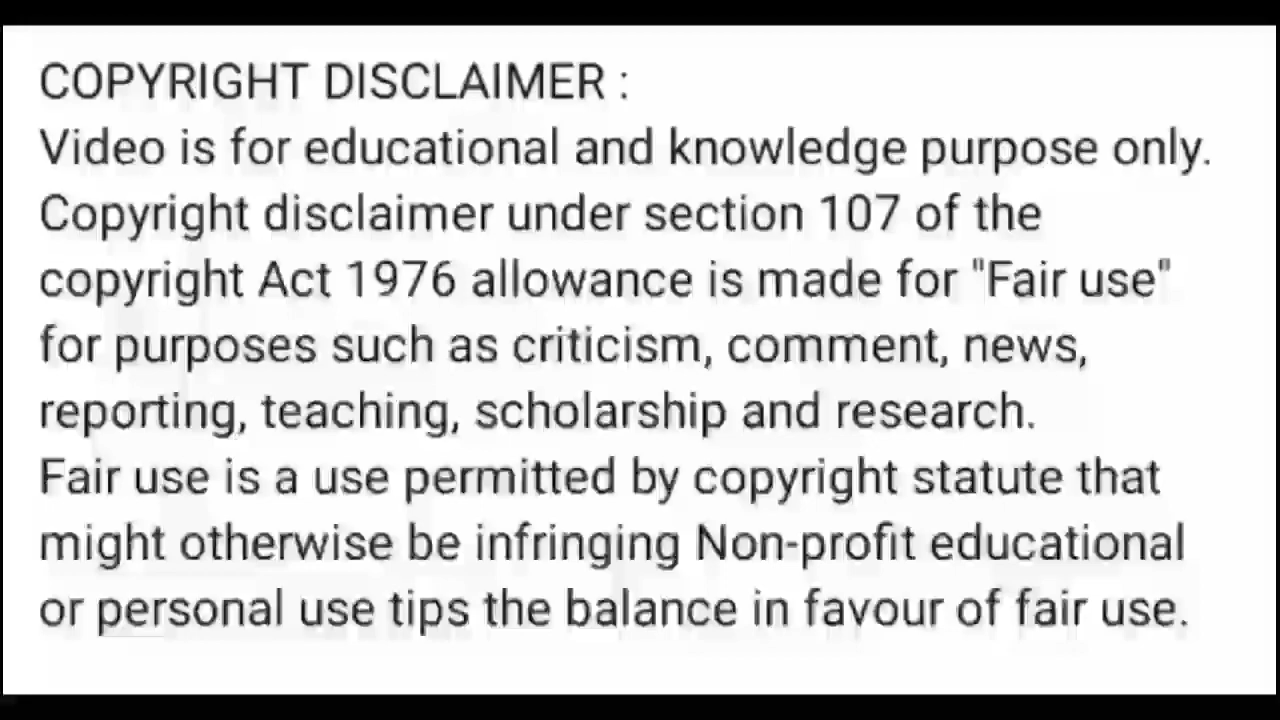 COPYRIGHT DISCLAIMER :
Video is for educational and knowledge purpose only.
Copyright disclaimer under section 107 of the
copyright Act 1976 allowance is made for "Fair use"
for purposes such as criticism, comment, news,
reporting, teaching, scholarship and research.
Fair use is a use permitted by copyright statute that
might otherwise be infringing Non-profit educational
or personal use tips the balance in favour of fair use.